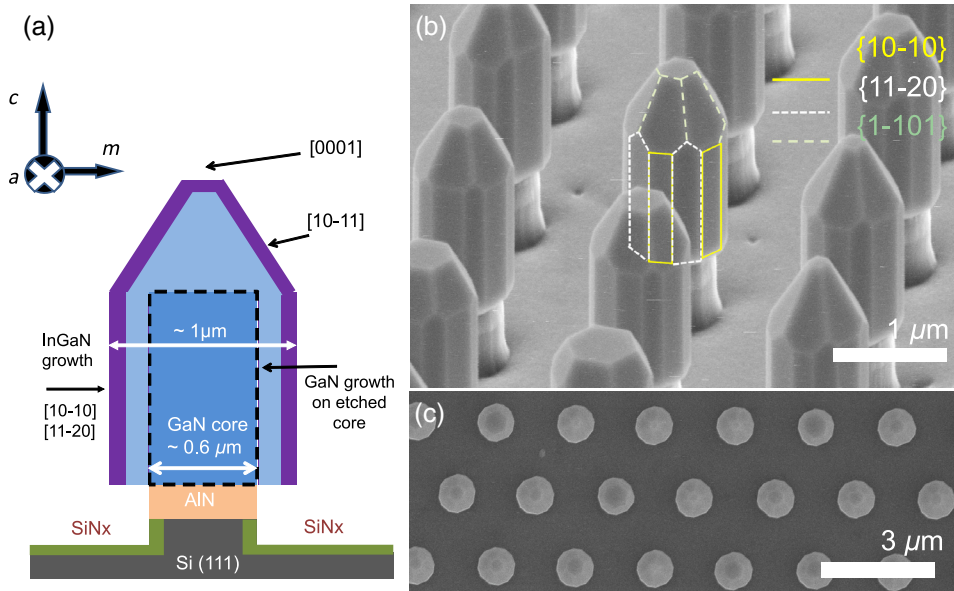 (a)
c
m
a
[0001]
[10-11]
~ 1µm
InGaN
growth
[10-10]
[11-20]
GaN growth
on etched
core
GaN core
~ 0.6 µm
AlN
SiNx
SiNx
Si (111)
(b)
{10-10}
{11-20}
{1-101}
1 µm
(c)
3 µm